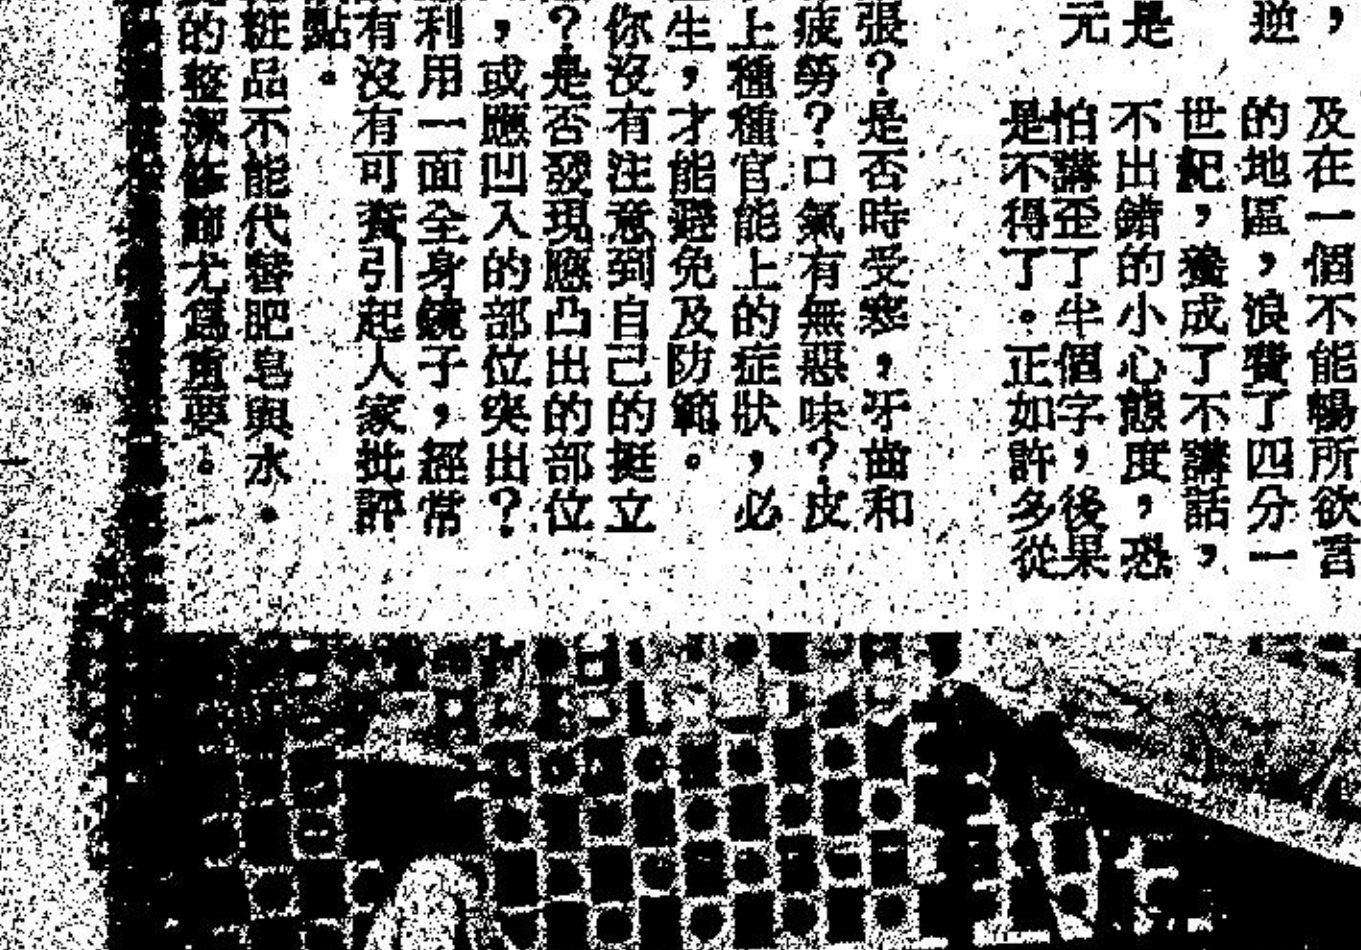 ，
逆
是
元
及在一個不能暢所欲言
的地區，浪費了四分一
世紀，養成了不講話，
不出錯的小心態度，恐
怕講歪了半個字，後果
是不得了。正如許多從
張？是否時受寒，牙齒和
疲勞？口氣有無惡味？皮
上種種官能上的症狀，必
生，才能避免及防範。
你沒有注意到自己的挺立
？是否發現應凸出的部位
，或應凹入的部位突出？
利用一面全身鏡子，經常
有沒有可資引起人家批評
點。
粧品不能代替肥皂與水。
的整潔修飾尤爲重要。